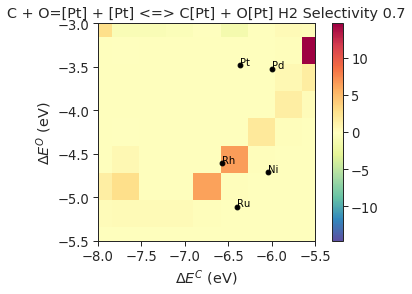 C + O=[Pt] + [Pt] <=> C[Pt] + O[Pt] H2 Selectivity 0.7
−3.0
−3.5
−4.0
−4.5
−5.0
−5.5
ΔE^O (eV)
Pt
Pd
Rh
Ni
Ru
−8.0 −7.5 −7.0 −6.5 −6.0 −5.5
ΔE^C (eV)
10
5
0
−5
−10